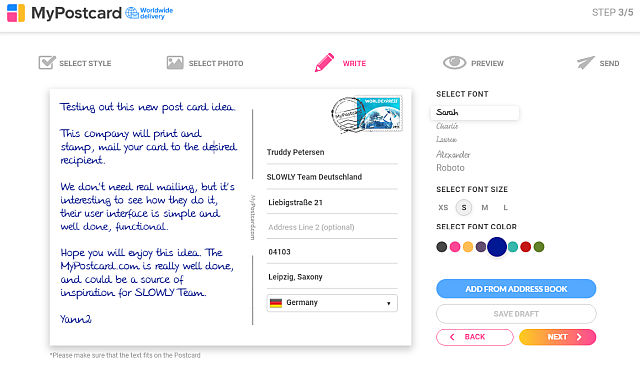 MyPostcard Worldwide delivery
STEP 3/5
SELECT STYLE
SELECT PHOTO
WRITE
PREVIEW
SEND
Testing out this new post card idea.
This company will print and
stamp, mail your card to the desired
recipient.
We don't need real mailing, but it's
interesting to see how they do it,
their user interface is simple and
well done, functional.
Hope you will enjoy this idea. The
MyPostcard.com is really well done,
and could be a source of
inspiration for SLOWLY Team.
Yann2
MyPostcard.com
MyPostcard
WORLDXPRESS
Truddy Petersen
SLOWLY Team Deutschland
Liebigstraße 21
Address Line 2 (optional)
04103
Leipzig, Saxony
Germany
*Please make sure that the text fits on the Postcard
SELECT FONT
Sarah
Charlie
Lauren
Alexander
Roboto
SELECT FONT SIZE
XS S M L
SELECT FONT COLOR
ADD FROM ADDRESS BOOK
SAVE DRAFT
BACK
NEXT